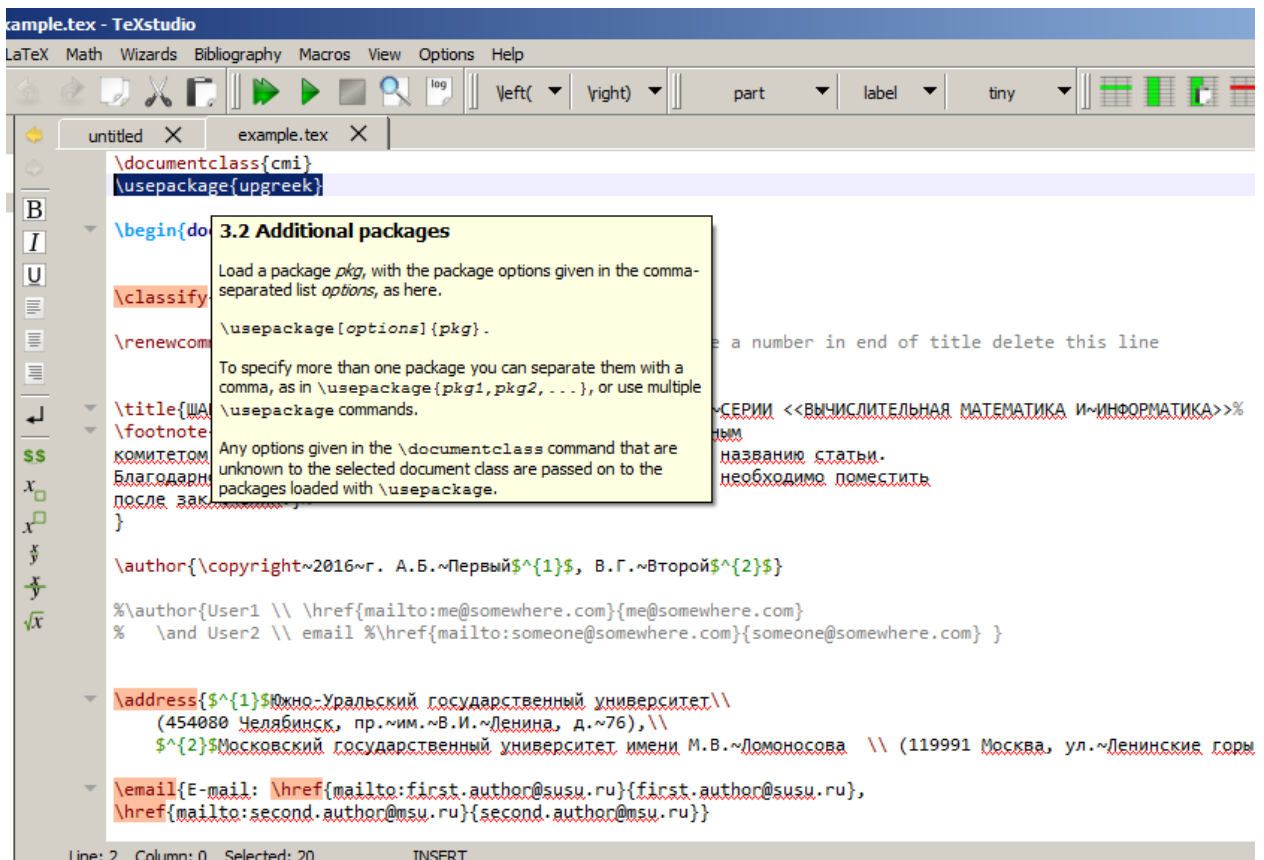 xample.tex - TeXstudio
LaTeX Math Wizards Bibliography Macros View Options Help
log \left( \right) part label tiny
untitled example.tex
\documentclass{cmi}
\usepackage{upgreek}
B
\begin{do
I
U
3.2 Additional packages
Load a package pkg, with the package options given in the comma-
separated list options, as here.
\usepackage[options]{pkg}.
To specify more than one package you can separate them with a
comma, as in \usepackage{pkg1,pkg2,...}, or use multiple
\usepackage commands.
Any options given in the \documentclass command that are
unknown to the selected document class are passed on to the
packages loaded with \usepackage.
\classify
\renewcom
a number in end of title delete this line
\title{ША
~СЕРИИ <<ВЫЧИСЛИТЕЛЬНАЯ МАТЕМАТИКА И~ИНФОРМАТИКА>>%
\footnote
ным
$$
комитетом
названию статьи.
Благодарн
необходимо поместить
x
после
x
}
x
y
\author{\copyright~2016~г. А.Б.~Первый$^{1}$, В.Г.~Второй$^{2}$}
x
y
%\author{User1 \\ \href{mailto:me@somewhere.com}{me@somewhere.com}
√x
% \and User2 \\ email %\href{mailto:someone@somewhere.com}{someone@somewhere.com} }
\address{$^{1}$Южно-Уральский государственный университет\\
(454080 Челябинск, пр.~им.~В.И.~Ленина, д.~76),\\
$^{2}$Московский государственный университет имени М.В.~Ломоносова \\ (119991 Москва, ул.~Ленинские горы
\email{E-mail: \href{mailto:first.author@susu.ru}{first.author@susu.ru},
\href{mailto:second.author@msu.ru}{second.author@msu.ru}}
Line: 2 Column: 0 Selected: 20 INSERT